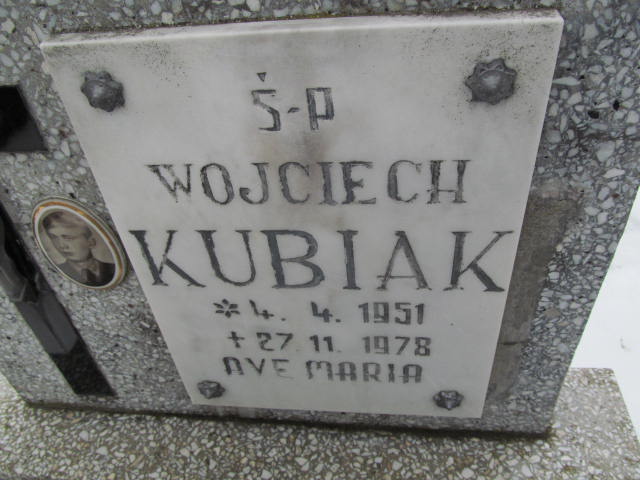 Ś-P
WOJCIECH
KUBIAK
* 4. 4. 1951
+ 27. 11. 1978
AVE MARIA